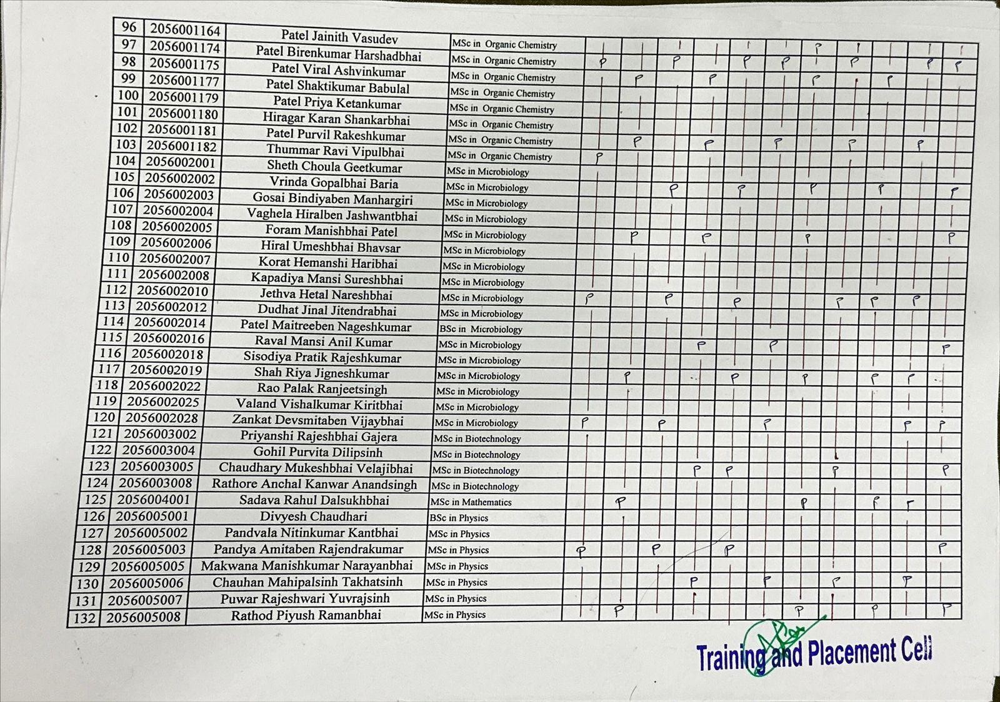 96 2056001164 Patel Jainith Vasudev MSc in Organic Chemistry P
97 2056001174 Patel Birenkumar Harshadbhai MSc in Organic Chemistry P P P P P P P
98 2056001175 Patel Viral Ashvinkumar MSc in Organic Chemistry P P P P
99 2056001177 Patel Shaktikumar Babulal MSc in Organic Chemistry
100 2056001179 Patel Priya Ketankumar MSc in Organic Chemistry
101 2056001180 Hiragar Karan Shankarbhai MSc in Organic Chemistry
102 2056001181 Patel Purvil Rakeshkumar MSc in Organic Chemistry P P P P P
103 2056001182 Thummar Ravi Vipulbhai MSc in Organic Chemistry P
104 2056002001 Sheth Choula Geetkumar MSc in Microbiology
105 2056002002 Vrinda Gopalbhai Baria MSc in Microbiology P P P P P
106 2056002003 Gosai Bindiyaben Manhargiri MSc in Microbiology
107 2056002004 Vaghela Hiralben Jashwantbhai MSc in Microbiology
108 2056002005 Foram Manishbhai Patel MSc in Microbiology P P P P
109 2056002006 Hiral Umeshbhai Bhavsar MSc in Microbiology
110 2056002007 Korat Hemanshi Haribhai MSc in Microbiology
111 2056002008 Kapadiya Mansi Sureshbhai MSc in Microbiology
112 2056002010 Jethva Hetal Nareshbhai MSc in Microbiology P P P P P P
113 2056002012 Dudhat Jinal Jitendrabhai MSc in Microbiology
114 2056002014 Patel Maitreeben Nageshkumar BSc in Microbiology
115 2056002016 Raval Mansi Anil Kumar MSc in Microbiology P P P
116 2056002018 Sisodiya Pratik Rajeshkumar MSc in Microbiology
117 2056002019 Shah Riya Jigneshkumar MSc in Microbiology P P P P P
118 2056002022 Rao Palak Ranjeetsingh MSc in Microbiology
119 2056002025 Valand Vishalkumar Kiritbhai MSc in Microbiology
120 2056002028 Zankat Devsmitaben Vijaybhai MSc in Microbiology P P P P P
121 2056003002 Priyanshi Rajeshbhai Gajera MSc in Biotechnology
122 2056003004 Gohil Purvita Dilipsinh MSc in Biotechnology
123 2056003005 Chaudhary Mukeshbhai Velajibhai MSc in Biotechnology P P P P
124 2056003008 Rathore Anchal Kanwar Anandsingh MSc in Biotechnology
125 2056004001 Sadava Rahul Dalsukhbhai MSc in Mathematics P P P P
126 2056005001 Divyesh Chaudhari BSc in Physics
127 2056005002 Pandvala Nitinkumar Kantbhai MSc in Physics
128 2056005003 Pandya Amitaben Rajendrakumar MSc in Physics P P P P
129 2056005005 Makwana Manishkumar Narayanbhai MSc in Physics
130 2056005006 Chauhan Mahipalsinh Takhatsinh MSc in Physics P P P P
131 2056005007 Puwar Rajeshwari Yuvrajsinh MSc in Physics
132 2056005008 Rathod Piyush Ramanbhai MSc in Physics P P P P
Training and Placement Cell